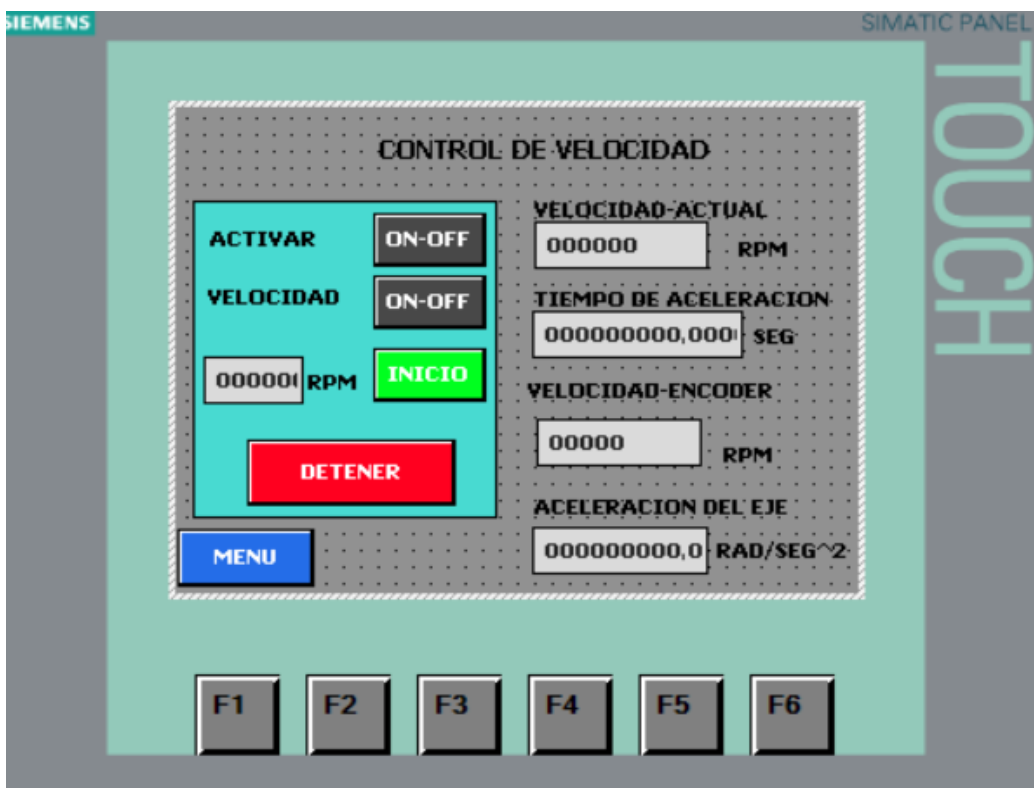 SIEMENS
SIMATIC PANEL
TOUCH
CONTROL DE VELOCIDAD
ACTIVAR
ON-OFF
VELOCIDAD
ON-OFF
00000
RPM
INICIO
DETENER
MENU
VELOCIDAD-ACTUAL
000000
RPM
TIEMPO DE ACELERACION
000000000,000
SEG
VELOCIDAD-ENCODER
00000
RPM
ACELERACION DEL EJE
000000000,0
RAD/SEG^2
F1
F2
F3
F4
F5
F6